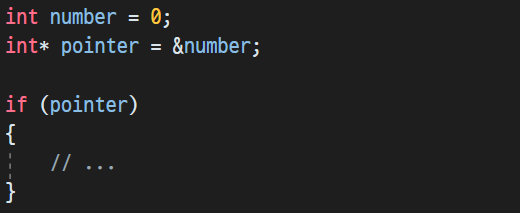 int number = 0;
int* pointer = &number;
if (pointer)
{
// ...
}